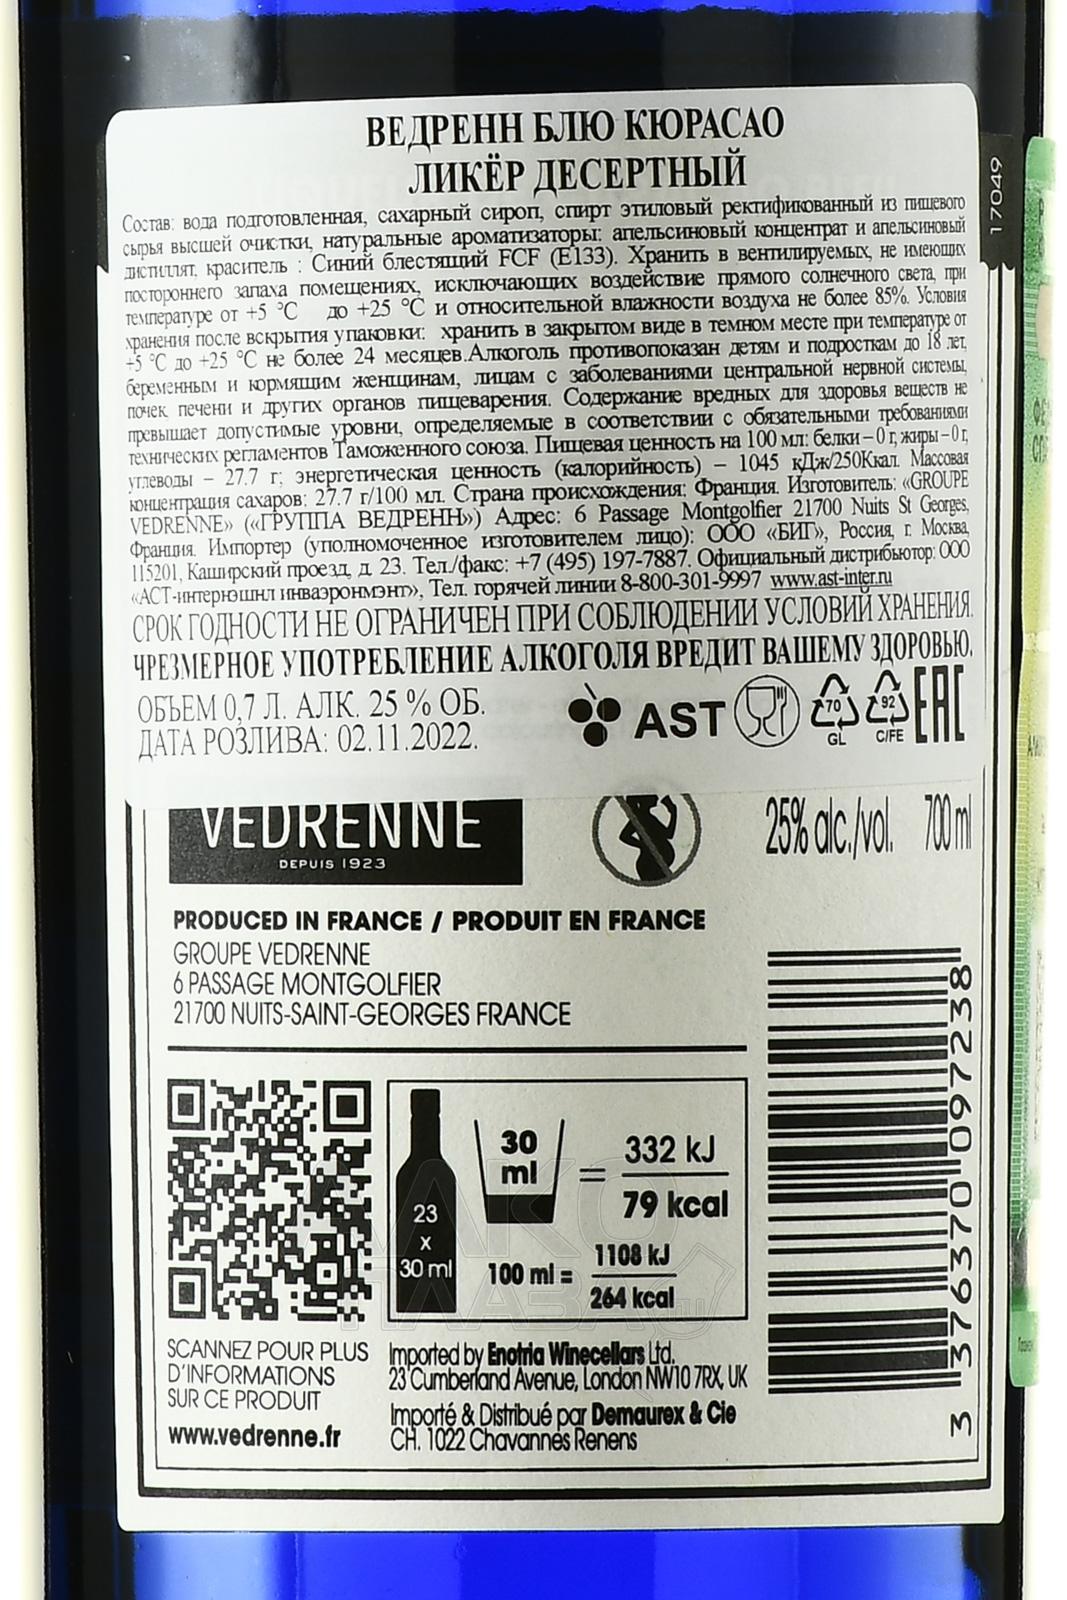 ВЕДРЕНН БЛЮ КЮРАСАО
ЛИКЁР ДЕСЕРТНЫЙ
Состав: вода подготовленная, сахарный сироп, спирт этиловый ректификованный из пищевого
сырья высшей очистки, натуральные ароматизаторы: апельсиновый концентрат и апельсиновый
дистиллят, краситель : Синий блестящий FCF (E133). Хранить в вентилируемых, не имеющих
постороннего запаха помещениях, исключающих воздействие прямого солнечного света, при
температуре от +5 °C до +25 °C и относительной влажности воздуха не более 85%. Условия
хранения после вскрытия упаковки: хранить в закрытом виде в темном месте при температуре от
+5 °C до +25 °C не более 24 месяцев.Алкоголь противопоказан детям и подросткам до 18 лет,
беременным и кормящим женщинам, лицам с заболеваниями центральной нервной системы,
почек, печени и других органов пищеварения. Содержание вредных для здоровья веществ не
превышает допустимые уровни, определяемые в соответствии с обязательными требованиями
технических регламентов Таможенного союза. Пищевая ценность на 100 мл: белки – 0 г, жиры – 0 г,
углеводы – 27.7 г; энергетическая ценность (калорийность) – 1045 кДж/250Ккал. Массовая
концентрация сахаров: 27.7 г/100 мл. Страна происхождения: Франция. Изготовитель: «GROUPE
VEDRENNE» («ГРУППА ВЕДРЕНН») Адрес: 6 Passage Montgolfier 21700 Nuits St Georges,
Франция. Импортер (уполномоченное изготовителем лицо): ООО «БИГ», Россия, г. Москва,
115201, Каширский проезд, д. 23. Тел./факс: +7 (495) 197-7887. Официальный дистрибьютор: ООО
«АСТ-интернэшнл инваэронмэнт», Тел. горячей линии 8-800-301-9997 www.ast-inter.ru
СРОК ГОДНОСТИ НЕ ОГРАНИЧЕН ПРИ СОБЛЮДЕНИИ УСЛОВИЙ ХРАНЕНИЯ.
ЧРЕЗМЕРНОЕ УПОТРЕБЛЕНИЕ АЛКОГОЛЯ ВРЕДИТ ВАШЕМУ ЗДОРОВЬЮ.
ОБЪЕМ 0,7 Л. АЛК. 25 % ОБ.
ДАТА РОЗЛИВА: 02.11.2022.
AST
70
GL
92
C/FE
EAC
17049
VEDRENNE
DEPUIS 1923
25% alc./vol. 700 ml
PRODUCED IN FRANCE / PRODUIT EN FRANCE
GROUPE VEDRENNE
6 PASSAGE MONTGOLFIER
21700 NUITS-SAINT-GEORGES FRANCE
23
x
30 ml
30
ml
= 332 kJ
79 kcal
100 ml = 1108 kJ
264 kcal
SCANNEZ POUR PLUS
D'INFORMATIONS
SUR CE PRODUIT
www.vedrenne.fr
Imported by Enotria Winecellars Ltd.
23 Cumberland Avenue, London NW10 7RX, UK
Importé & Distribué par Demaurex & Cie
CH. 1022 Chavannes Renens
3 376370 097238